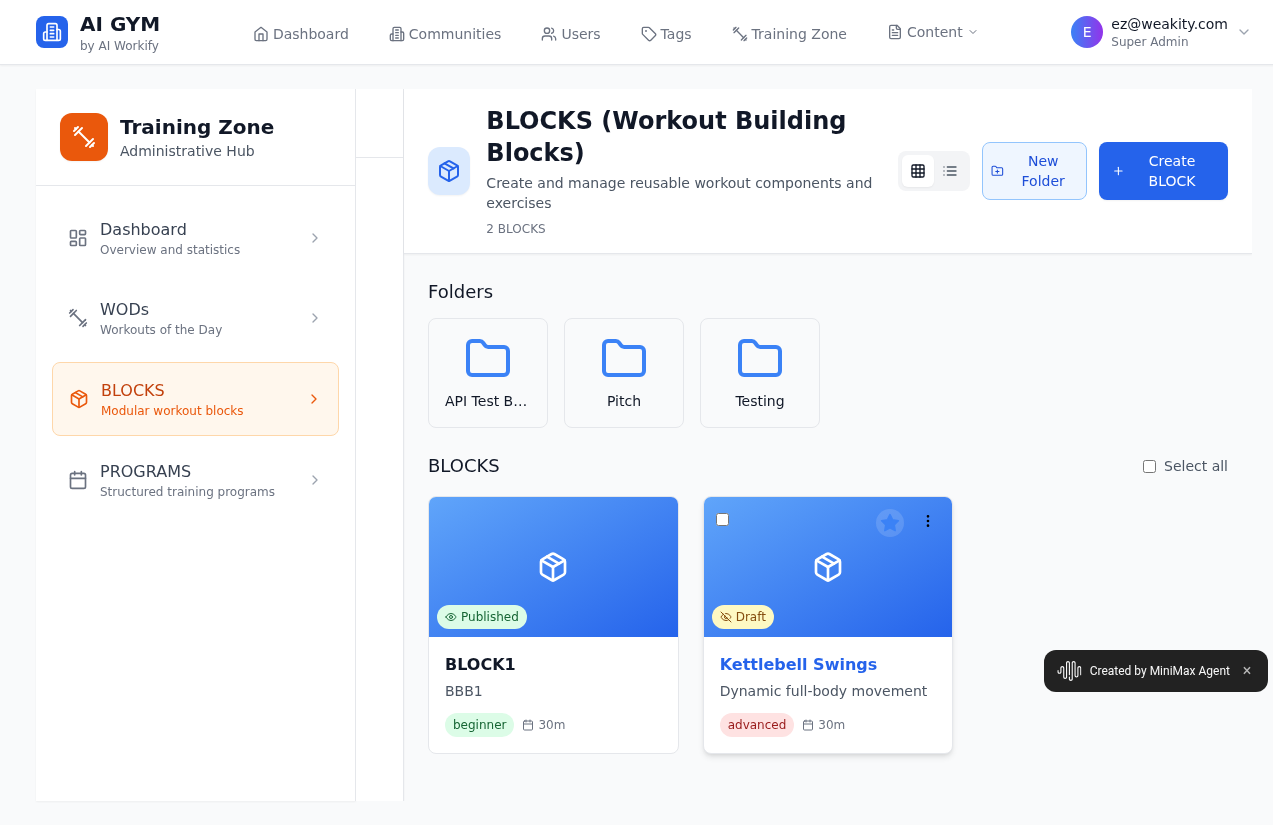 AI GYM
by AI Workify
Dashboard
Communities
Users
Tags
Training Zone
Content
E
ez@weakity.com
Super Admin
Training Zone
Administrative Hub
Dashboard
Overview and statistics
WODs
Workouts of the Day
BLOCKS
Modular workout blocks
PROGRAMS
Structured training programs
BLOCKS (Workout Building
Blocks)
Create and manage reusable workout components and
exercises
2 BLOCKS
New
Folder
Create
BLOCK
Folders
API Test B...
Pitch
Testing
BLOCKS
Select all
Published
BLOCK1
BBB1
beginner
30m
Draft
Kettlebell Swings
Dynamic full-body movement
advanced
30m
Created by MiniMax Agent